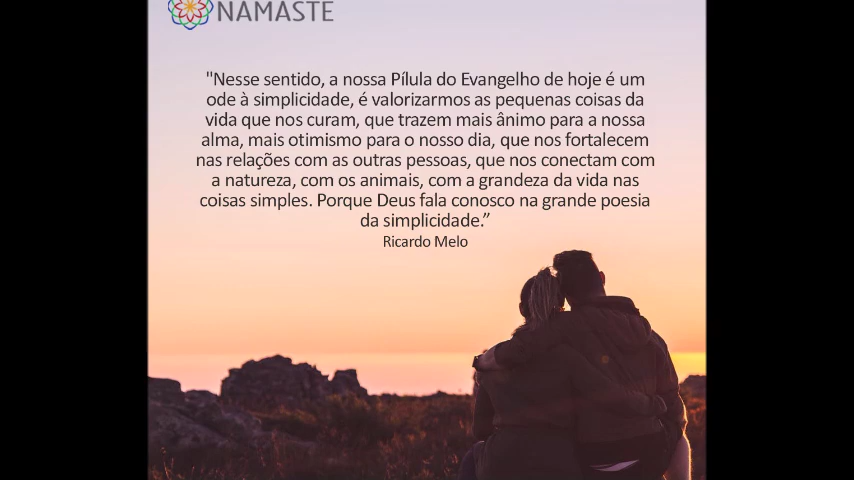 NAMASTE
"Nesse sentido, a nossa Pílula do Evangelho de hoje é um
ode à simplicidade, é valorizarmos as pequenas coisas da
vida que nos curam, que trazem mais ânimo para a nossa
alma, mais otimismo para o nosso dia, que nos fortalecem
nas relações com as outras pessoas, que nos conectam com
a natureza, com os animais, com a grandeza da vida nas
coisas simples. Porque Deus fala conosco na grande poesia
da simplicidade.”
Ricardo Melo